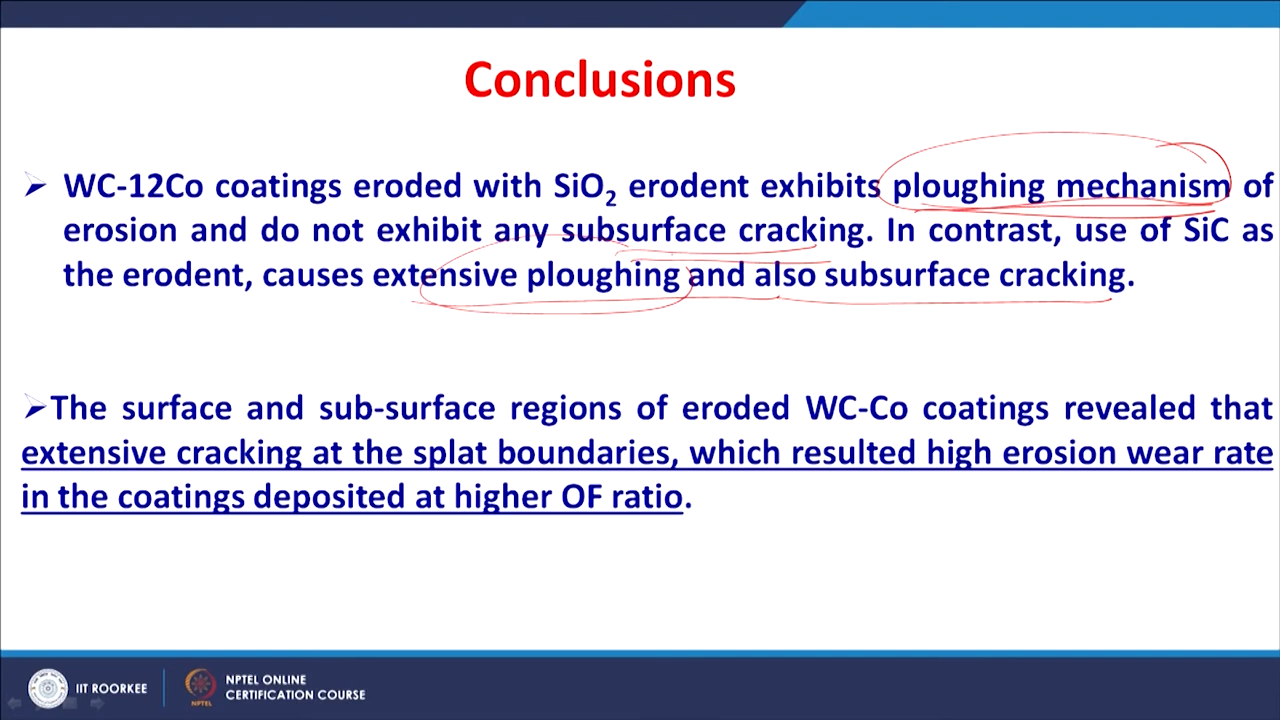 Conclusions
➢ WC-12Co coatings eroded with SiO₂ erodent exhibits ploughing mechanism of
erosion and do not exhibit any subsurface cracking. In contrast, use of SiC as
the erodent, causes extensive ploughing and also subsurface cracking.
➢The surface and sub-surface regions of eroded WC-Co coatings revealed that
extensive cracking at the splat boundaries, which resulted high erosion wear rate
in the coatings deposited at higher OF ratio.
IIT ROORKEE
NPTEL
NPTEL ONLINE
CERTIFICATION COURSE